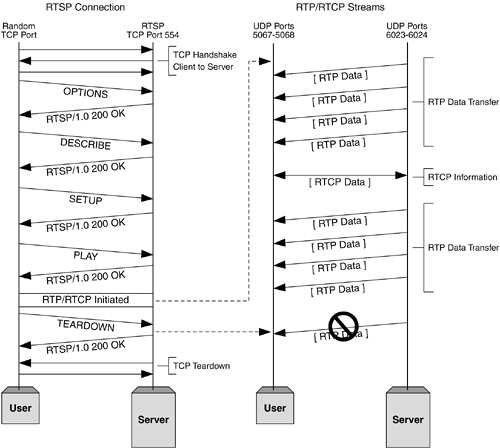 RTSP Connection
RTP/RTCP Streams
Random
TCP Port
RTSP
TCP Port 554
UDP Ports
5067-5068
UDP Ports
6023-6024
TCP Handshake
Client to Server
OPTIONS
RTSP/1.0 200 OK
DESCRIBE
RTSP/1.0 200 OK
SETUP
RTSP/1.0 200 OK
PLAY
RTSP/1.0 200 OK
RTP/RTCP Initiated
TEARDOWN
RTSP/1.0 200 OK
TCP Teardown
User
Server
[ RTP Data ]
[ RTP Data ]
[ RTP Data ]
[ RTP Data ]
RTP Data Transfer
[ RTCP Data ]
RTCP Information
[ RTP Data ]
[ RTP Data ]
[ RTP Data ]
[ RTP Data ]
RTP Data Transfer
[ RTP Data ]
User
Server